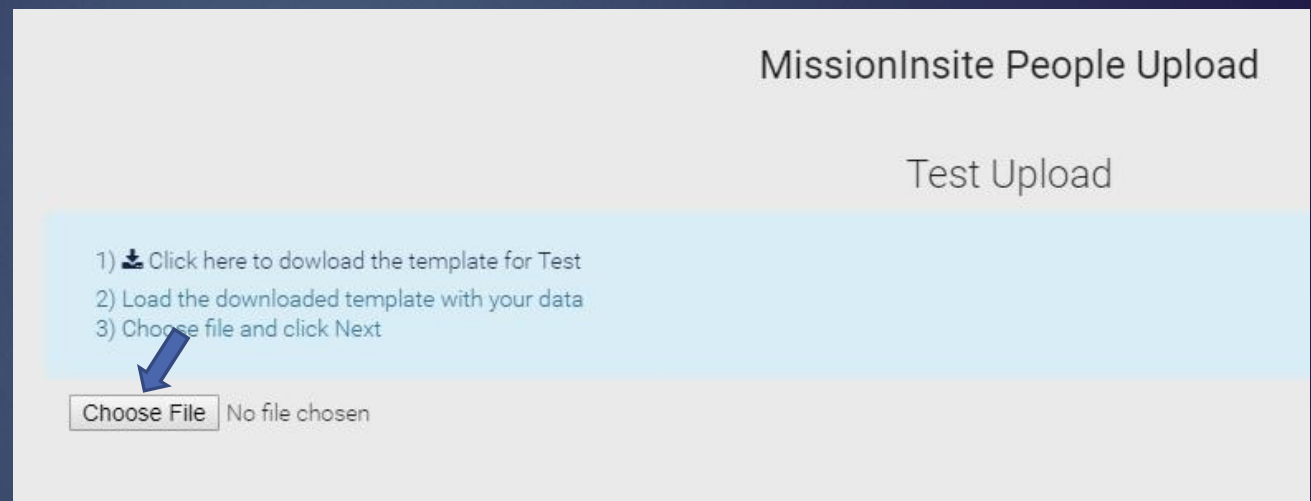 MissionInsite People Upload
Test Upload
1) Click here to dowload the template for Test
2) Load the downloaded template with your data
3) Choose file and click Next
Choose File No file chosen